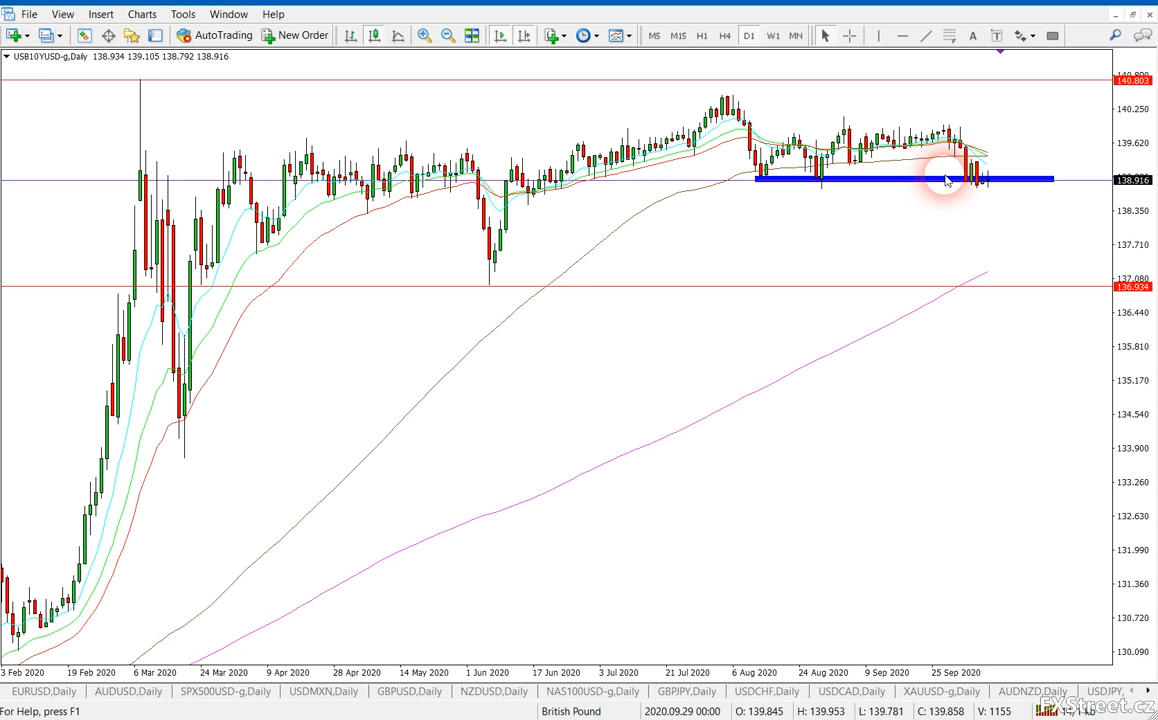 File View Insert Charts Tools Window Help
AutoTrading New Order M5 M15 H1 H4 D1 W1 MN A T
USB10YUSD-g,Daily 138.934 139.105 138.792 138.916
140.803
140.250
139.620
138.916
138.350
137.710
137.080
136.934
136.440
135.810
135.170
134.540
133.900
133.260
132.630
131.990
131.360
130.720
130.090
3 Feb 2020 19 Feb 2020 6 Mar 2020 24 Mar 2020 9 Apr 2020 28 Apr 2020 14 May 2020 1 Jun 2020 17 Jun 2020 3 Jul 2020 21 Jul 2020 6 Aug 2020 24 Aug 2020 9 Sep 2020 25 Sep 2020
EURUSD,Daily AUDUSD,Daily SPX500USD-g,Daily USDMXN,Daily GBPUSD,Daily NZDUSD,Daily NAS100USD-g,Daily GBPJPY,Daily USDCHF,Daily USDCAD,Daily XAUUSD-g,Daily AUDNZD,Daily USDJPY,
For Help, press F1 British Pound 2020.09.29 00:00 O: 139.845 H: 139.953 L: 139.781 C: 139.858 V: 1155
FXStreet.cz